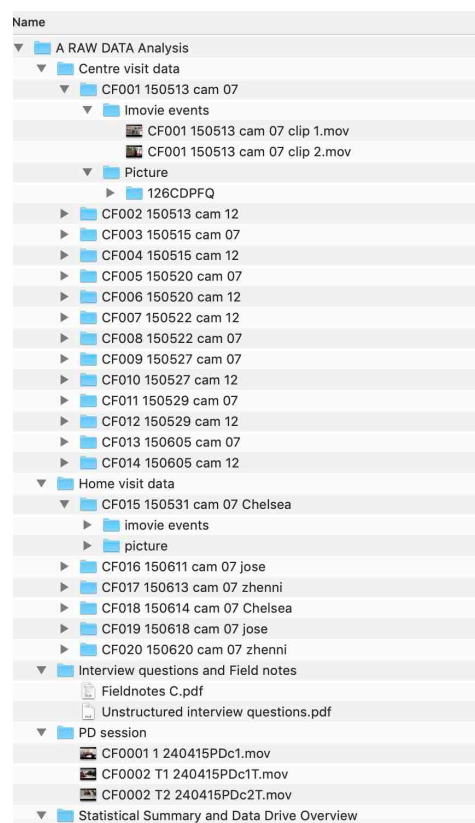 Name
A RAW DATA Analysis
Centre visit data
CF001 150513 cam 07
Imovie events
CF001 150513 cam 07 clip 1.mov
CF001 150513 cam 07 clip 2.mov
Picture
126CDPFQ
CF002 150513 cam 12
CF003 150515 cam 07
CF004 150515 cam 12
CF005 150520 cam 07
CF006 150520 cam 12
CF007 150522 cam 12
CF008 150522 cam 07
CF009 150527 cam 07
CF010 150527 cam 12
CF011 150529 cam 07
CF012 150529 cam 12
CF013 150605 cam 07
CF014 150605 cam 12
Home visit data
CF015 150531 cam 07 Chelsea
imovie events
picture
CF016 150611 cam 07 jose
CF017 150613 cam 07 zhenni
CF018 150614 cam 07 Chelsea
CF019 150618 cam 07 jose
CF020 150620 cam 07 zhenni
Interview questions and Field notes
Fieldnotes C.pdf
Unstructured interview questions.pdf
PD session
CF0001 1 240415PDc1.mov
CF0002 T1 240415PDc1T.mov
CF0002 T2 240415PDc2T.mov
Statistical Summary and Data Drive Overview